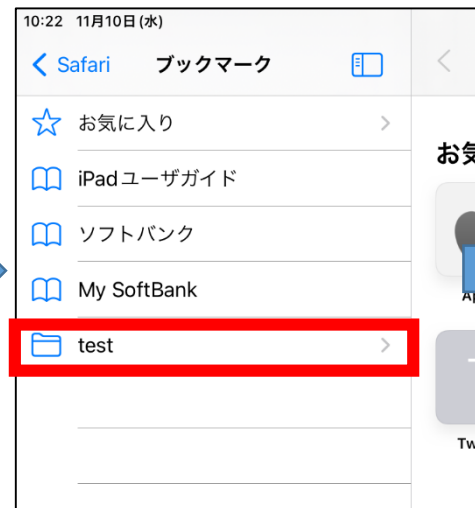 10:22 11月10日(水)
Safari ブックマーク
お気に入り
iPadユーザガイド
ソフトバンク
My SoftBank
test
お
Tw